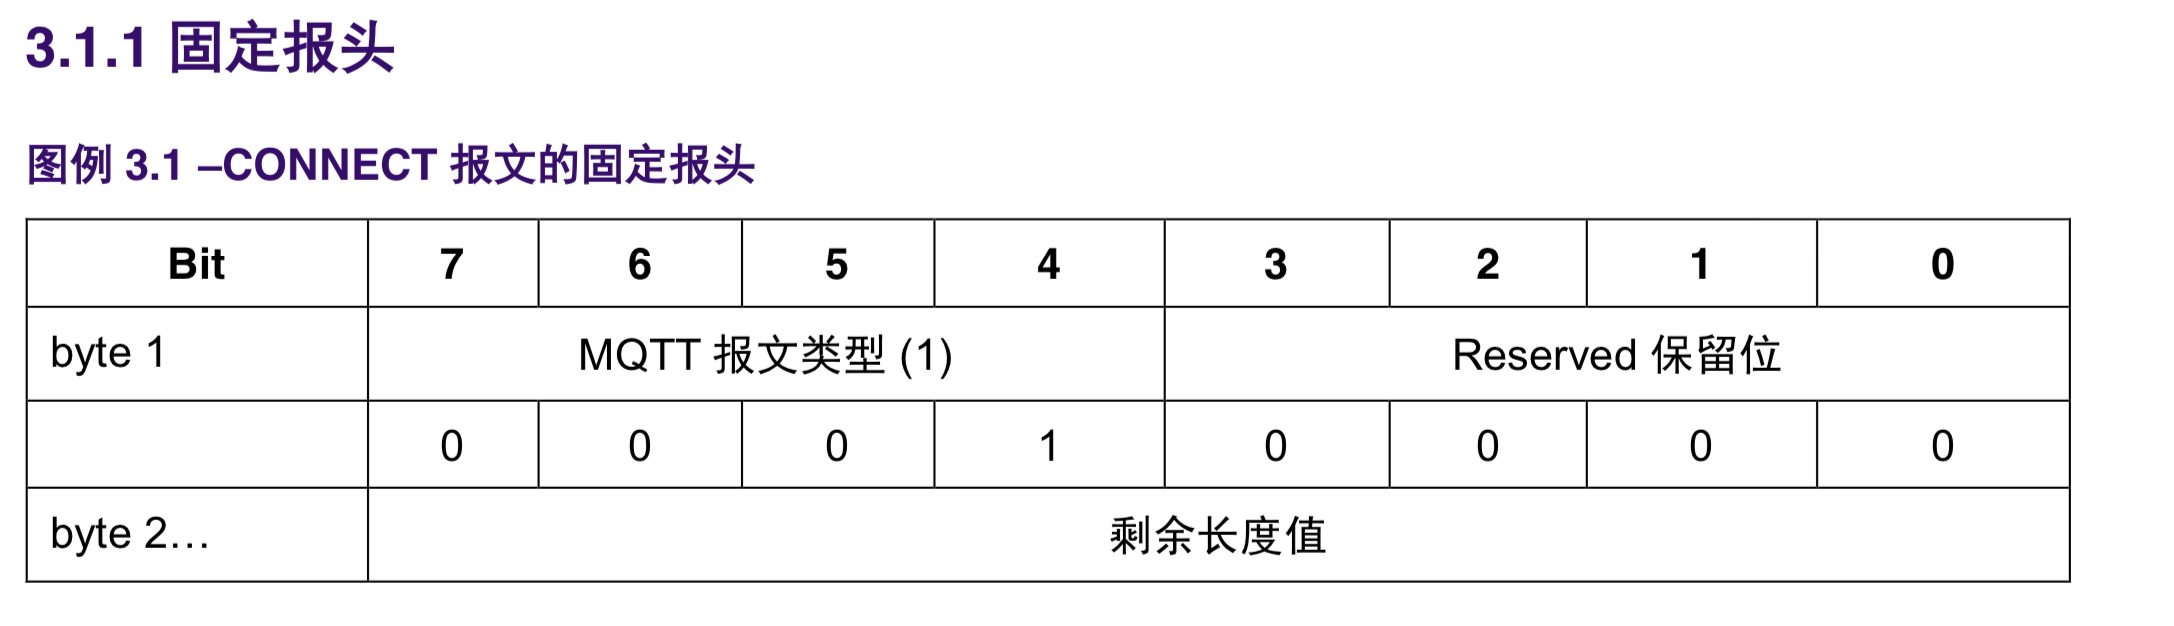 3.1.1 固定报头
图例 3.1 –CONNECT 报文的固定报头
Bit 7 6 5 4 3 2 1 0
byte 1 MQTT 报文类型 (1) Reserved 保留位
0 0 0 1 0 0 0 0
byte 2… 剩余长度值